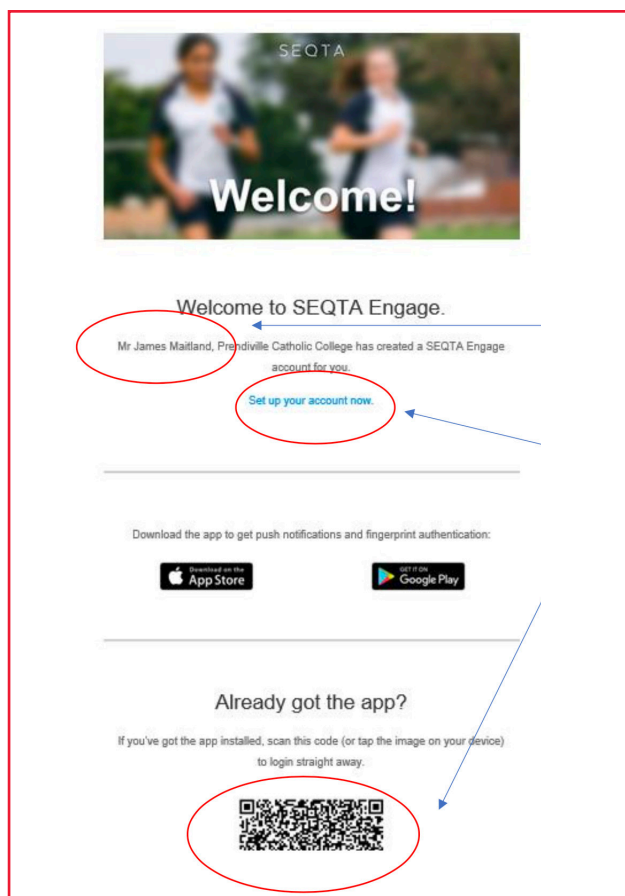 SEQTA
Welcome!
Welcome to SEQTA Engage.
Mr James Maitland, Prendiville Catholic College has created a SEQTA Engage
account for you.
Set up your account now.
Download the app to get push notifications and fingerprint authentication:
Download on the
App Store
GET IT ON
Google Play
Already got the app?
If you've got the app installed, scan this code (or tap the image on your device)
to login straight away.